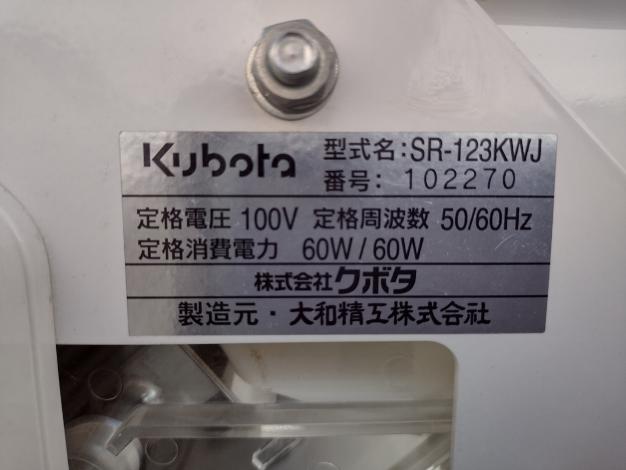 Kubota 型式名:SR-123KWJ
番号: 102270
定格電圧 100V 定格周波数 50/60Hz
定格消費電力 60W / 60W
株式会社クボタ
製造元・大和精工株式会社